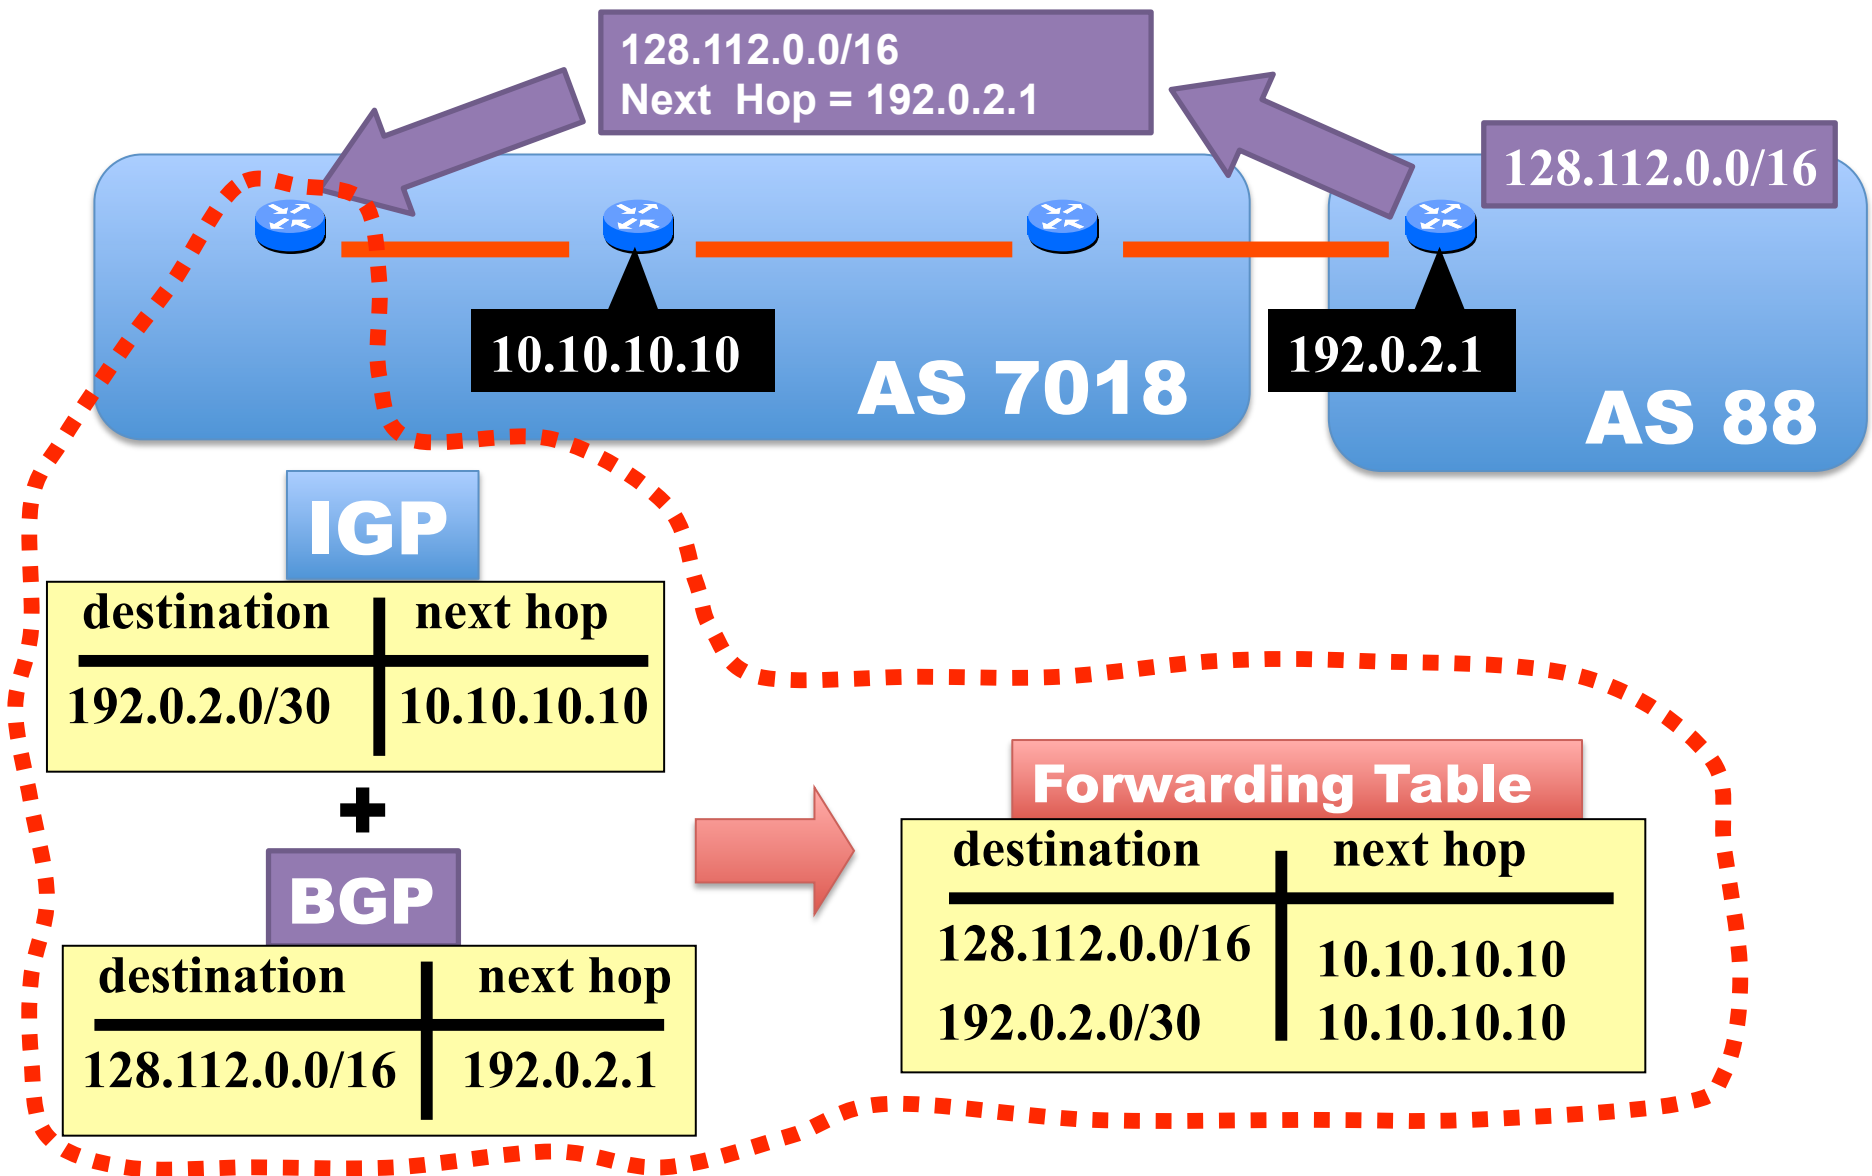 128.112.0.0/16
Next Hop = 192.0.2.1
128.112.0.0/16
10.10.10.10
192.0.2.1
AS 7018
AS 88
IGP
destination next hop
192.0.2.0/30 10.10.10.10
+
BGP
destination next hop
128.112.0.0/16 192.0.2.1
Forwarding Table
destination next hop
128.112.0.0/16 10.10.10.10
192.0.2.0/30 10.10.10.10